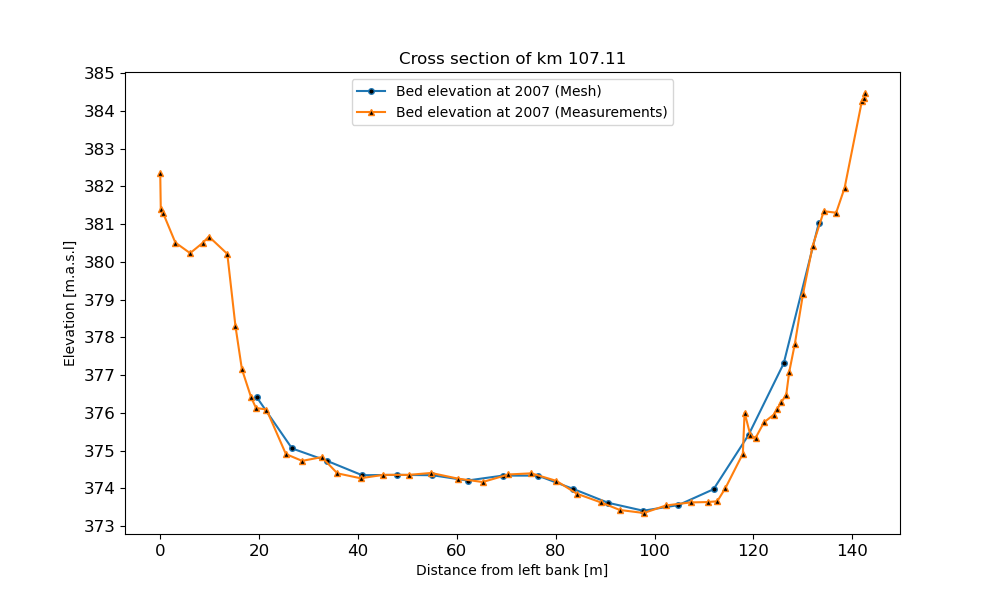 Cross section of km 107.11
Bed elevation at 2007 (Mesh)
Bed elevation at 2007 (Measurements)
385
384
383
382
381
380
379
378
377
376
375
374
373
Elevation [m.a.s.l]
0 20 40 60 80 100 120 140
Distance from left bank [m]